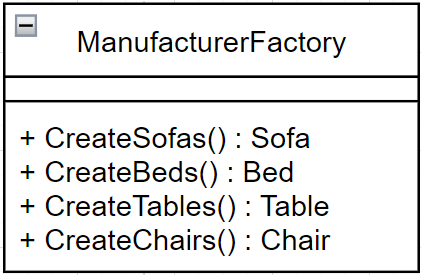 ManufacturerFactory
+ CreateSofas() : Sofa
+ CreateBeds() : Bed
+ CreateTables() : Table
+ CreateChairs() : Chair